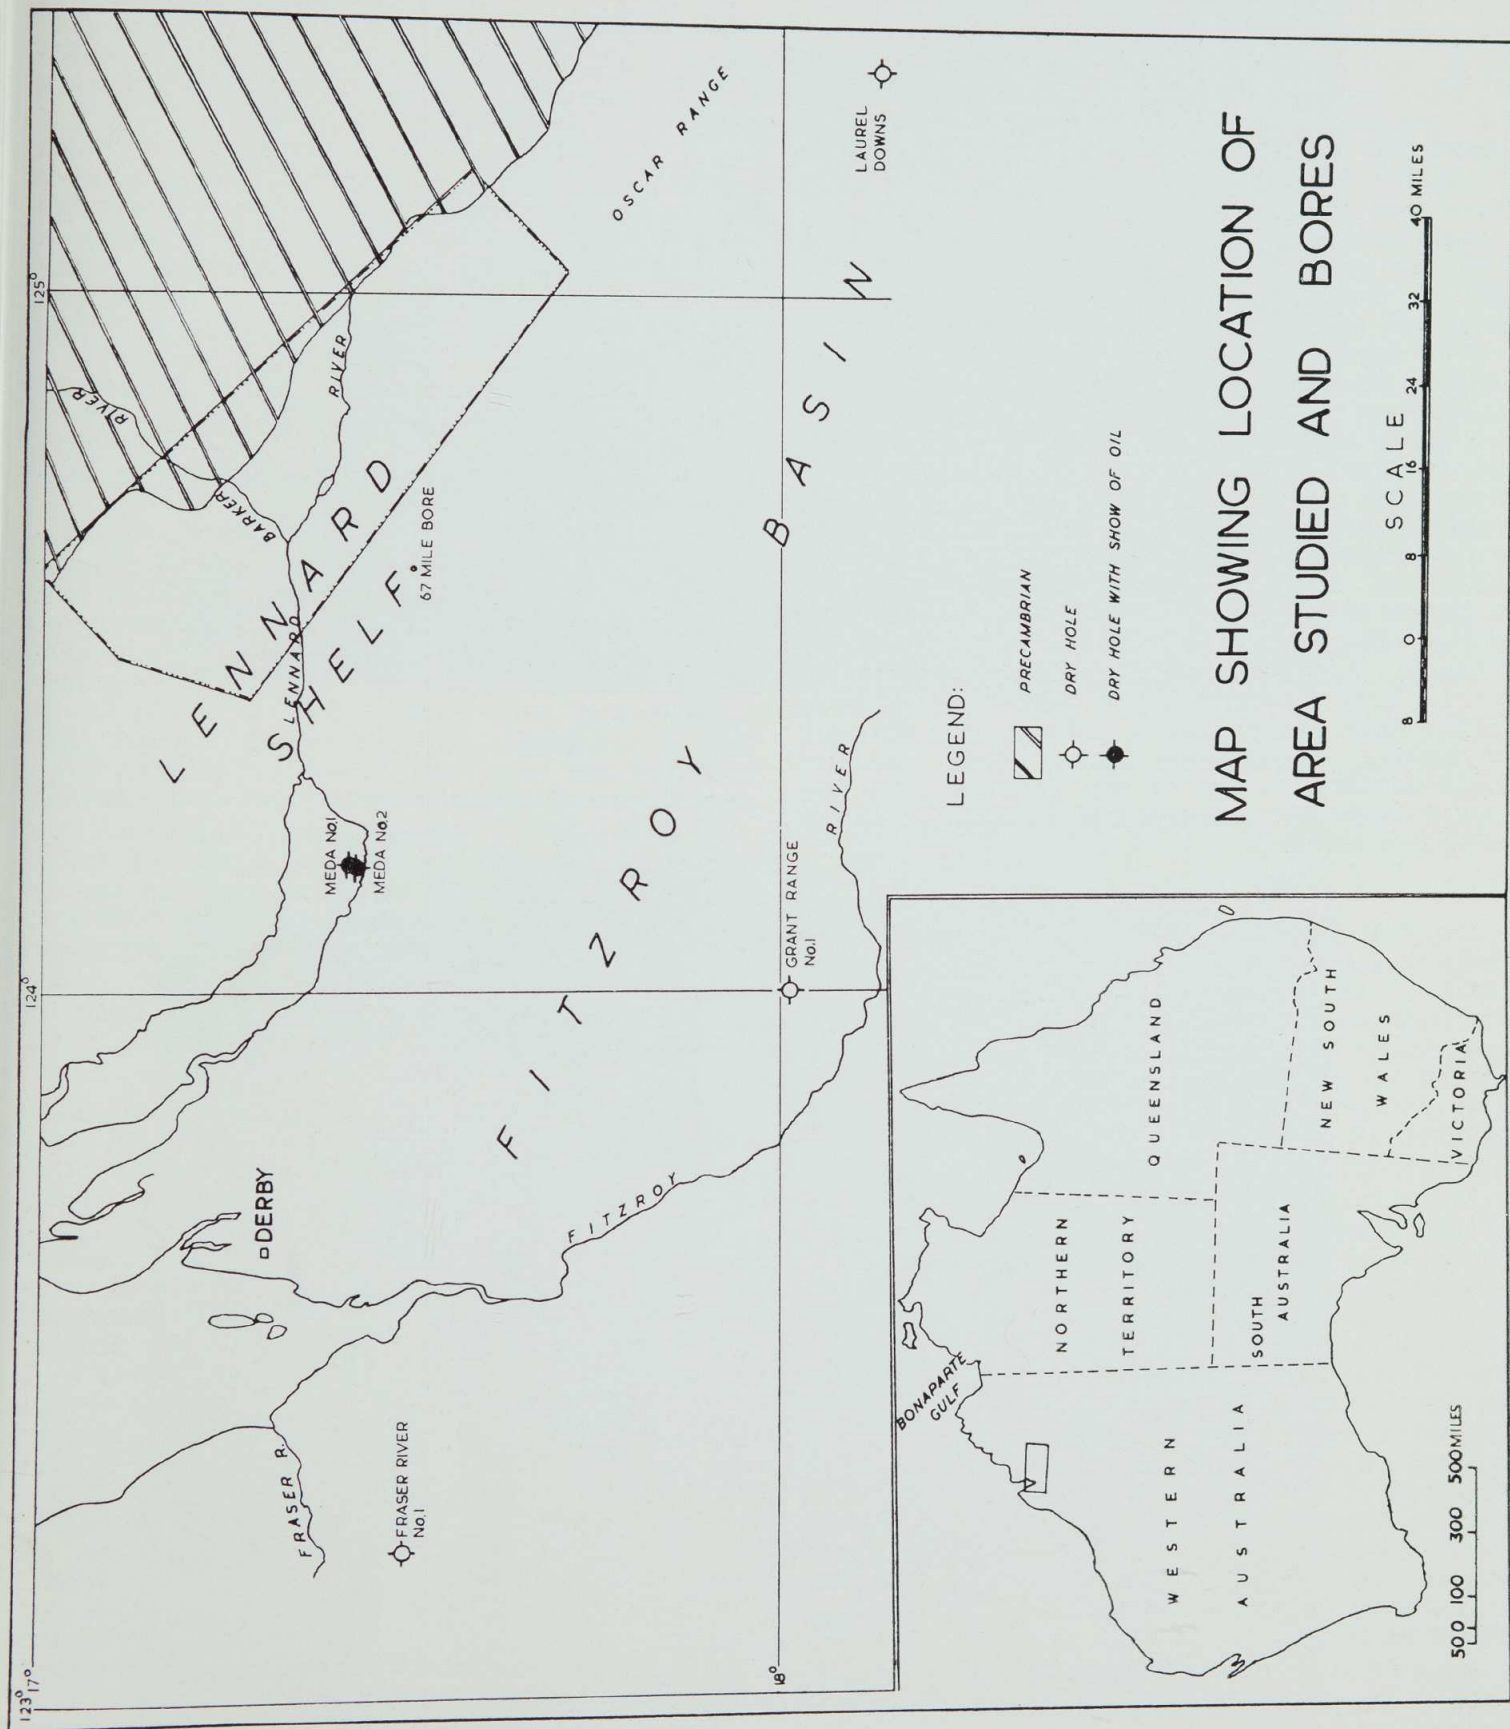 123°
124°
125°
17°
18°
LENNARD
SHELF
FITZROY
BASIN
OSCAR RANGE
BARKER
RIVER
LENNARD
RIVER
67 MILE BORE
MEDA No.1
MEDA No.2
DERBY
FRASER R.
FRASER RIVER
No.1
FITZROY
RIVER
GRANT RANGE
No.1
LAUREL
DOWNS
LEGEND:
PRECAMBRIAN
DRY HOLE
DRY HOLE WITH SHOW OF OIL
MAP SHOWING LOCATION OF
AREA STUDIED AND BORES
SCALE
8 0 8 16 24 32 40 MILES
BONAPARTE
GULF
NORTHERN
TERRITORY
QUEENSLAND
WESTERN
AUSTRALIA
SOUTH
AUSTRALIA
NEW SOUTH
WALES
VICTORIA
50 0 100 300 500 MILES